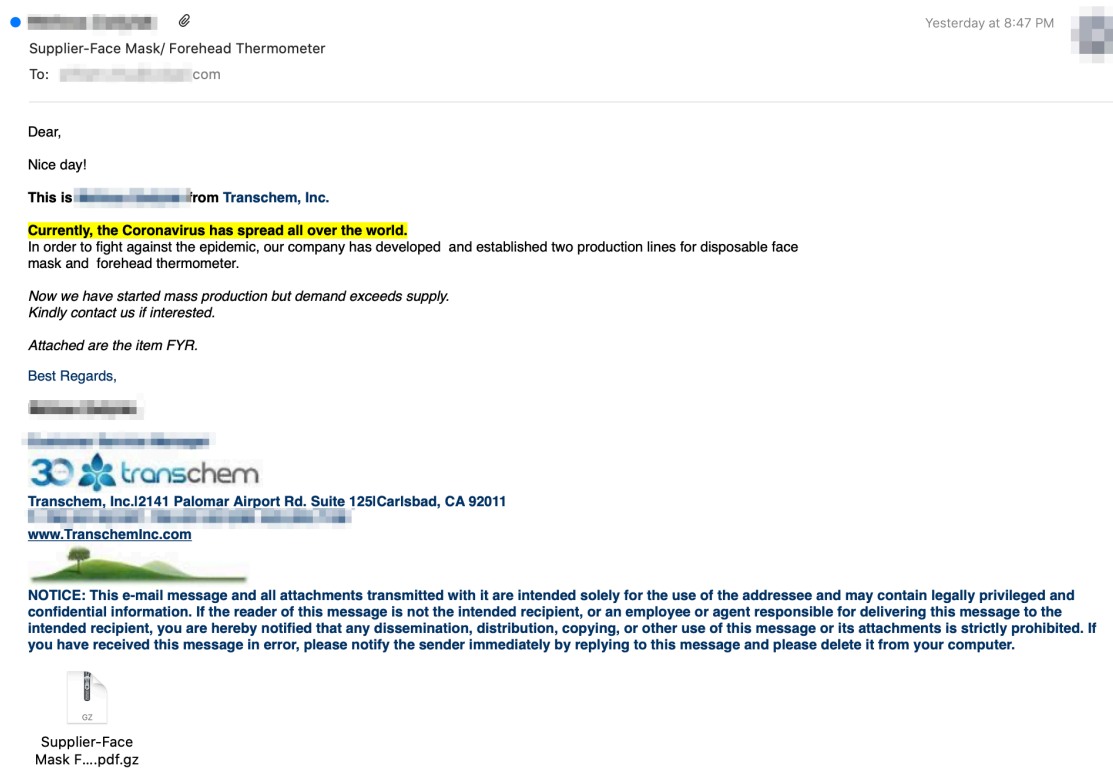 Yesterday at 8:47 PM
Supplier-Face Mask/ Forehead Thermometer
To: com
Dear,
Nice day!
This is from Transchem, Inc.
Currently, the Coronavirus has spread all over the world.
In order to fight against the epidemic, our company has developed  and established two production lines for disposable face
mask and  forehead thermometer.
Now we have started mass production but demand exceeds supply.
Kindly contact us if interested.
Attached are the item FYR.
Best Regards,
30 transchem
Transchem, Inc.|2141 Palomar Airport Rd. Suite 125|Carlsbad, CA 92011
www.TranschemInc.com
NOTICE: This e-mail message and all attachments transmitted with it are intended solely for the use of the addressee and may contain legally privileged and
confidential information. If the reader of this message is not the intended recipient, or an employee or agent responsible for delivering this message to the
intended recipient, you are hereby notified that any dissemination, distribution, copying, or other use of this message or its attachments is strictly prohibited. If
you have received this message in error, please notify the sender immediately by replying to this message and please delete it from your computer.
GZ
Supplier-Face
Mask F....pdf.gz